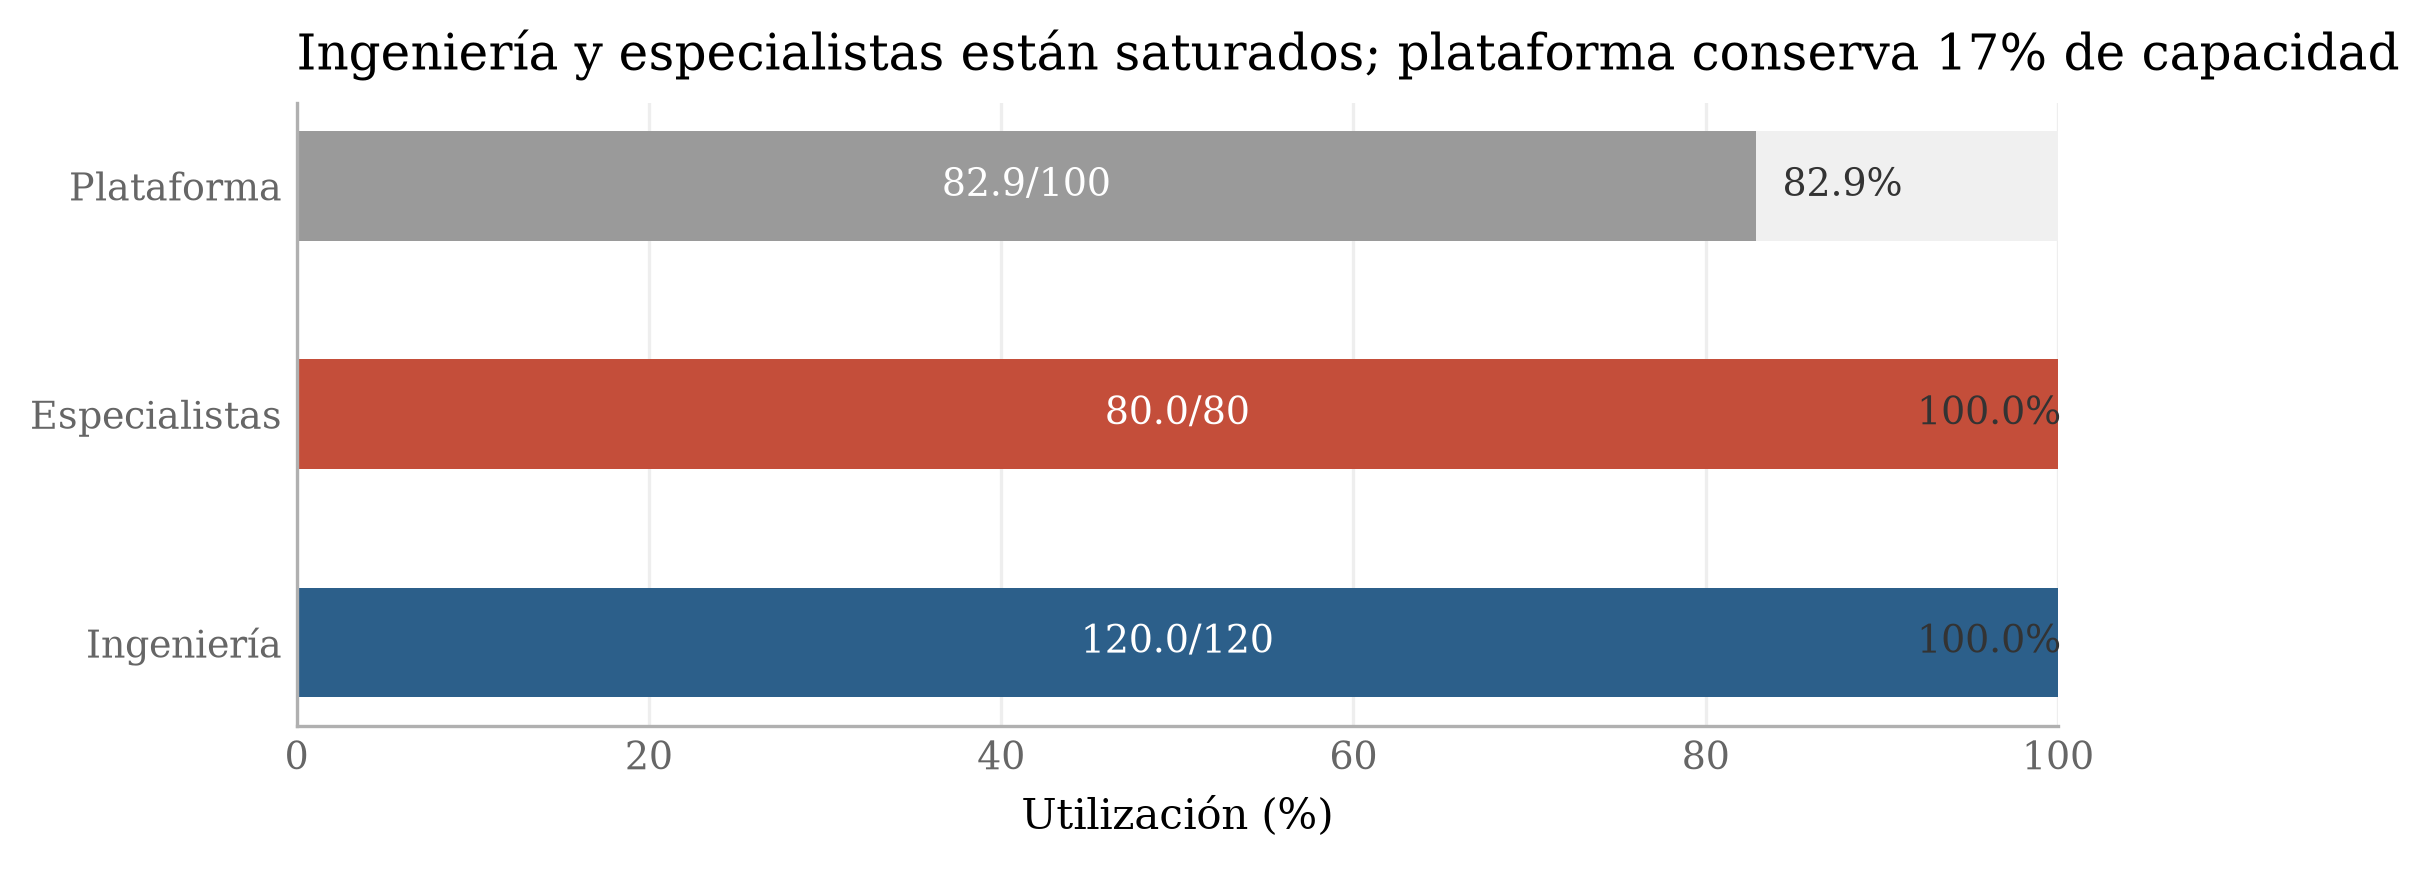 Ingeniería y especialistas están saturados; plataforma conserva 17% de capacidad
Plataforma
82.9/100
82.9%
Especialistas
80.0/80
100.0%
Ingeniería
120.0/120
100.0%
0 20 40 60 80 100
Utilización (%)